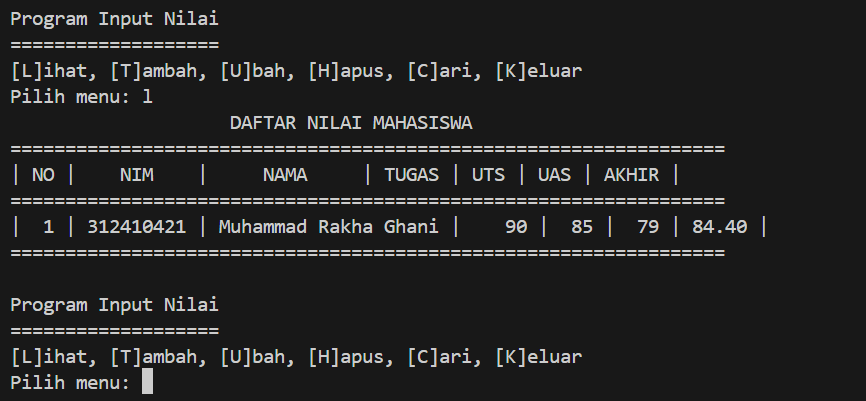 Program Input Nilai
===================
[L]ihat, [T]ambah, [U]bah, [H]apus, [C]ari, [K]eluar
Pilih menu: l
                    DAFTAR NILAI MAHASISWA
=================================================================
| NO |    NIM    |     NAMA     | TUGAS | UTS | UAS | AKHIR |
=================================================================
|  1 | 312410421 | Muhammad Rakha Ghani |    90 |  85 |  79 | 84.40 |
=================================================================

Program Input Nilai
===================
[L]ihat, [T]ambah, [U]bah, [H]apus, [C]ari, [K]eluar
Pilih menu: